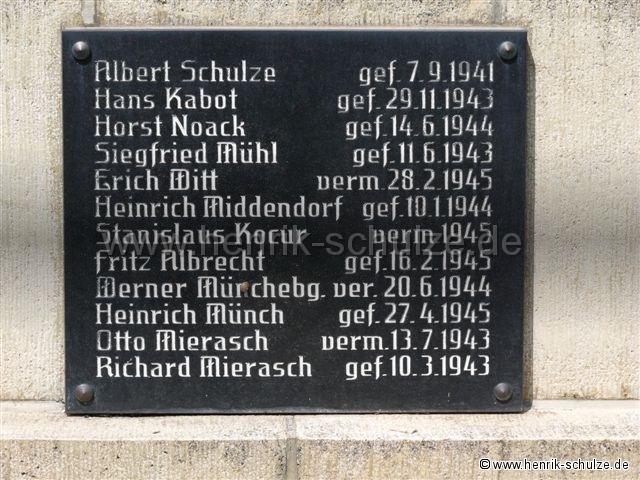 Albert Schulze gef. 7.9.1941
Hans Kabot gef. 29.11.1943
Horst Noack gef. 14.6.1944
Siegfried Mühl gef. 11.6.1943
Erich Witt verm. 28.2.1945
Heinrich Middendorf gef. 10.1.1944
Stanislaus Kocur verm. 1945
Fritz Albrecht gef. 16.2.1945
Werner Münchebg. ver. 20.6.1944
Heinrich Münch gef. 27.4.1945
Otto Mierasch verm. 13.7.1943
Richard Mierasch gef. 10.3.1943
www.henrik-schulze.de
©www.henrik-schulze.de